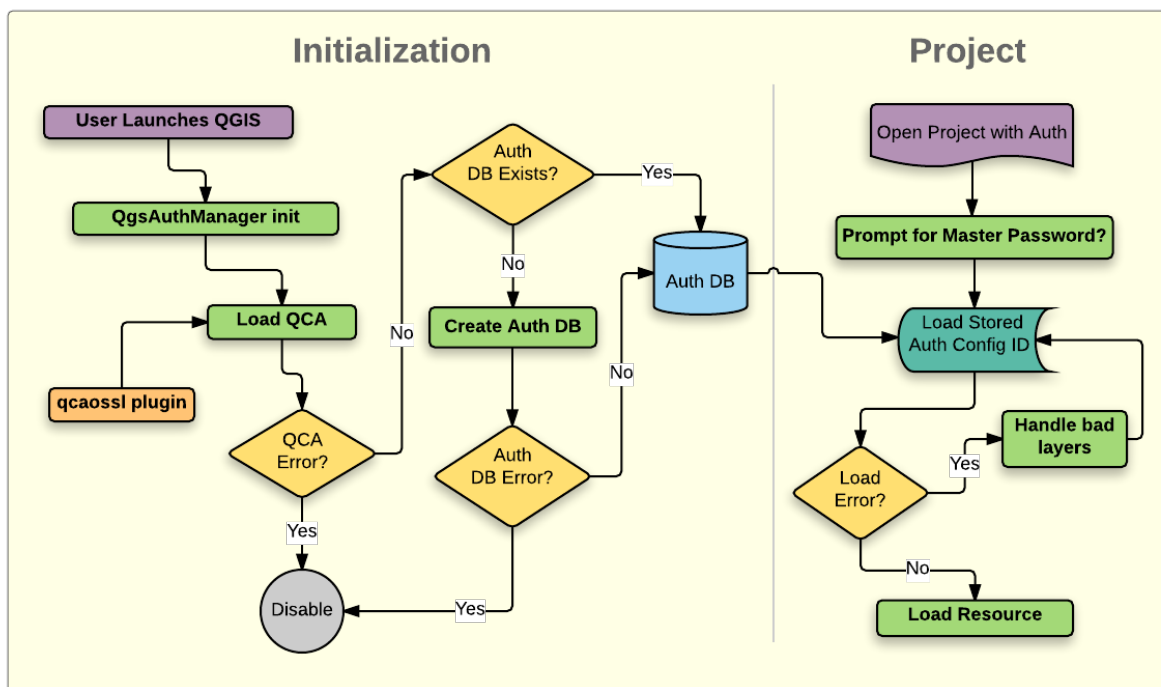 Initialization
User Launches QGIS
QgsAuthManager init
Load QCA
qcaossl plugin
QCA
Error?
Yes
Disable
No
Auth
DB Exists?
Yes
No
Create Auth DB
Auth
DB Error?
Yes
No
Auth DB
Project
Open Project with Auth
Prompt for Master Password?
Load Stored
Auth Config ID
Load
Error?
Yes
Handle bad
layers
No
Load Resource